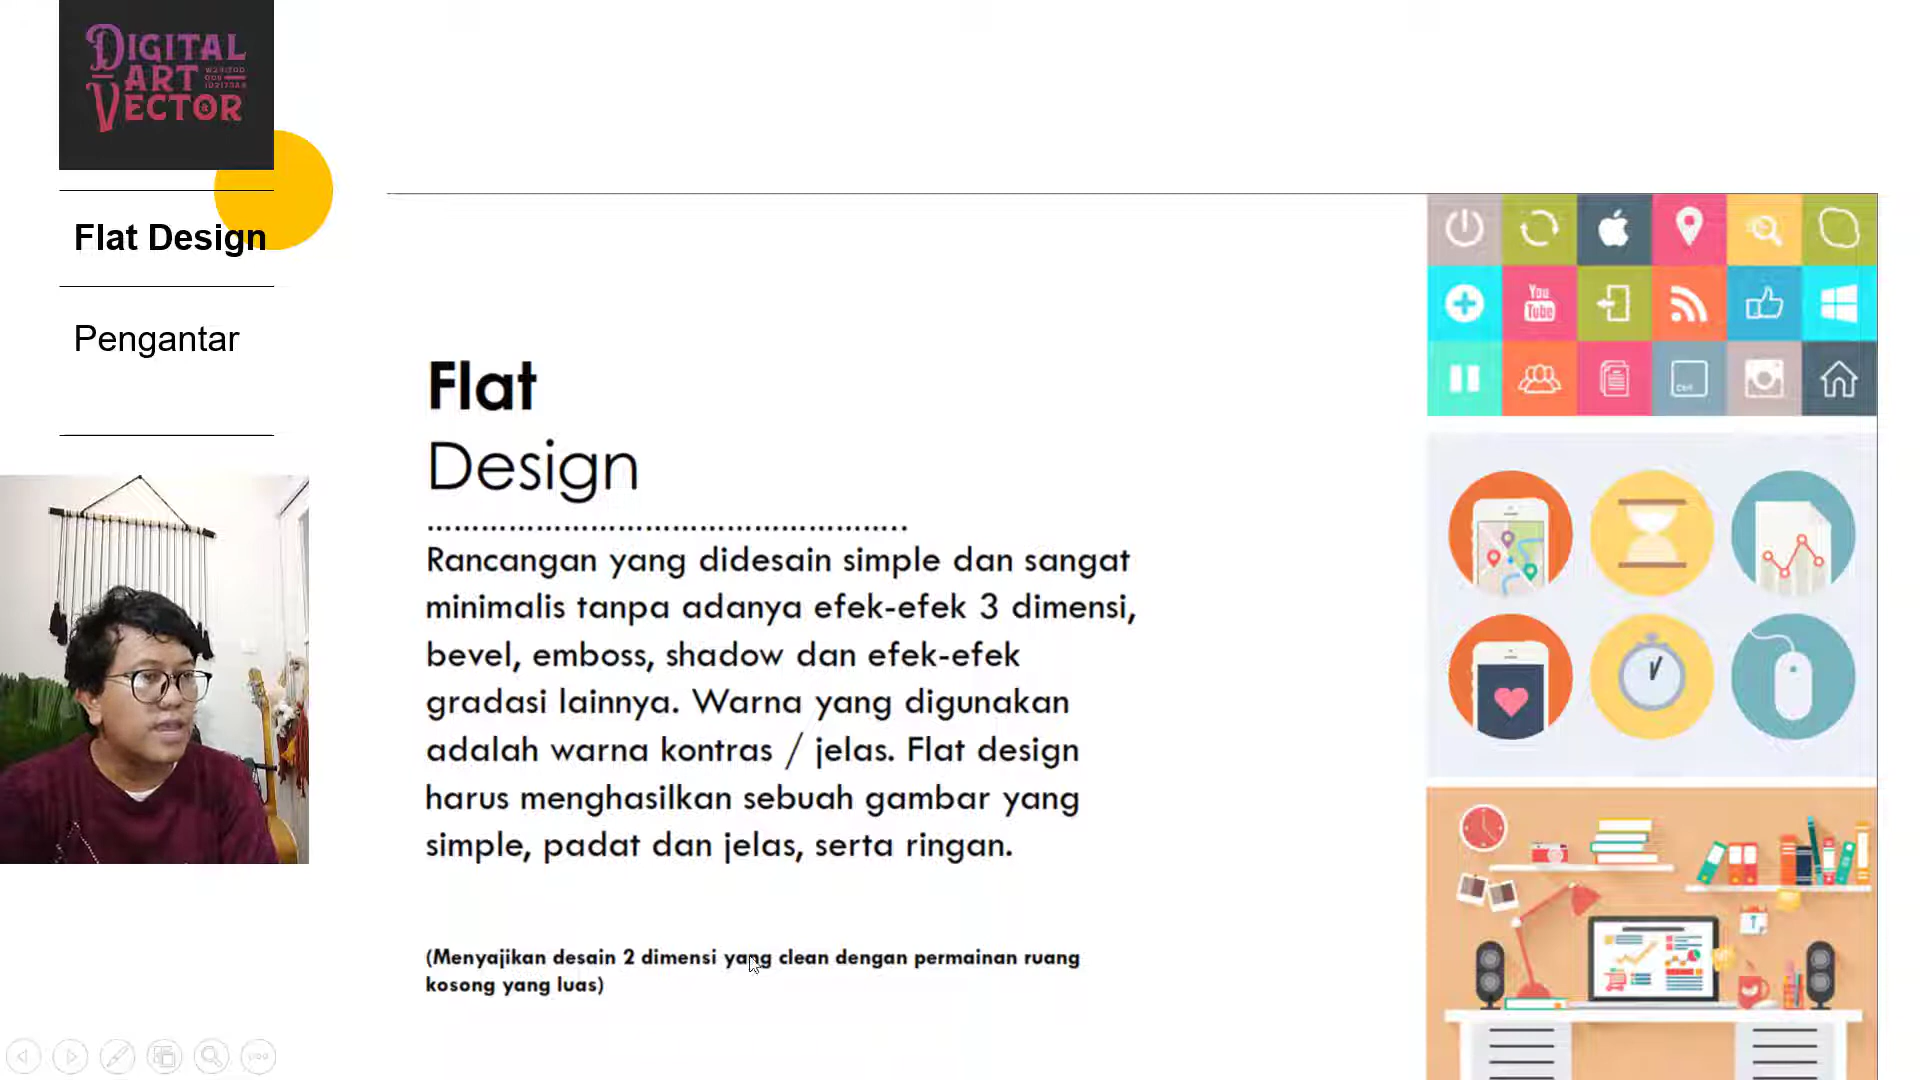 DIGITAL
ART
VECTOR
Flat Design
Pengantar
Flat
Design
Rancangan yang didesain simple dan sangat
minimalis tanpa adanya efek-efek 3 dimensi,
bevel, emboss, shadow dan efek-efek
gradasi lainnya. Warna yang digunakan
adalah warna kontras / jelas. Flat design
harus menghasilkan sebuah gambar yang
simple, padat dan jelas, serta ringan.
(Menyajikan desain 2 dimensi yang clean dengan permainan ruang
kosong yang luas)
You
Tube
Ctrl